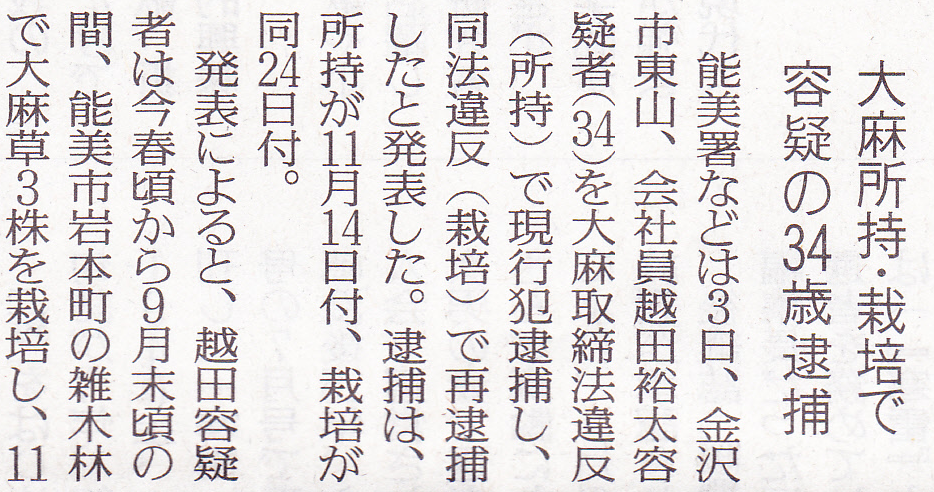 大麻所持・栽培で
容疑の34歳逮捕
能美署などは3日、金沢
市東山、会社員越田裕太容
疑者(34)を大麻取締法違反
(所持)で現行犯逮捕し、
同法違反(栽培)で再逮捕
したと発表した。逮捕は、
所持が11月14日付、栽培が
同24日付。
発表によると、越田容疑
者は今春頃から9月末頃の
間、能美市岩本町の雑木林
で大麻草3株を栽培し、11